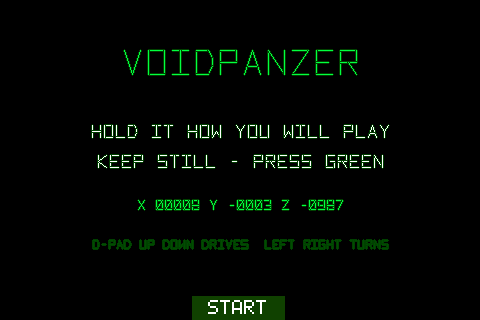 VOIDPANZER
HOLD IT HOW YOU WILL PLAY
KEEP STILL - PRESS GREEN
X 00008 Y -0003 Z -0987
D-PAD UP DOWN DRIVES  LEFT RIGHT TURNS
START